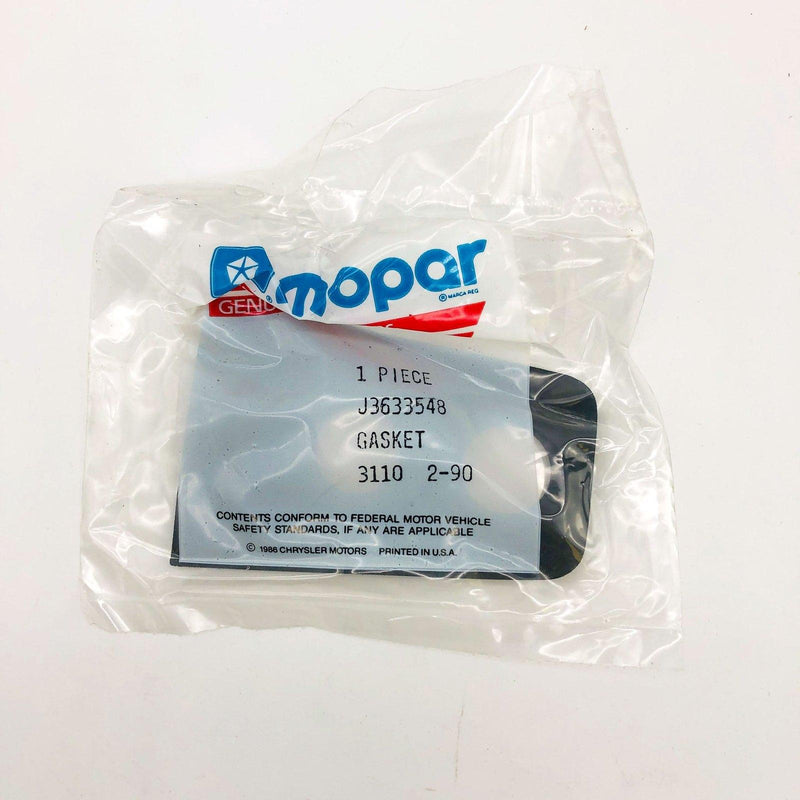 mopar
® MARCA REG
GENU
1 PIECE
J3633548
GASKET
3110 2-90
CONTENTS CONFORM TO FEDERAL MOTOR VEHICLE
SAFETY STANDARDS, IF ANY ARE APPLICABLE
© 1986 CHRYSLER MOTORS PRINTED IN U.S.A.